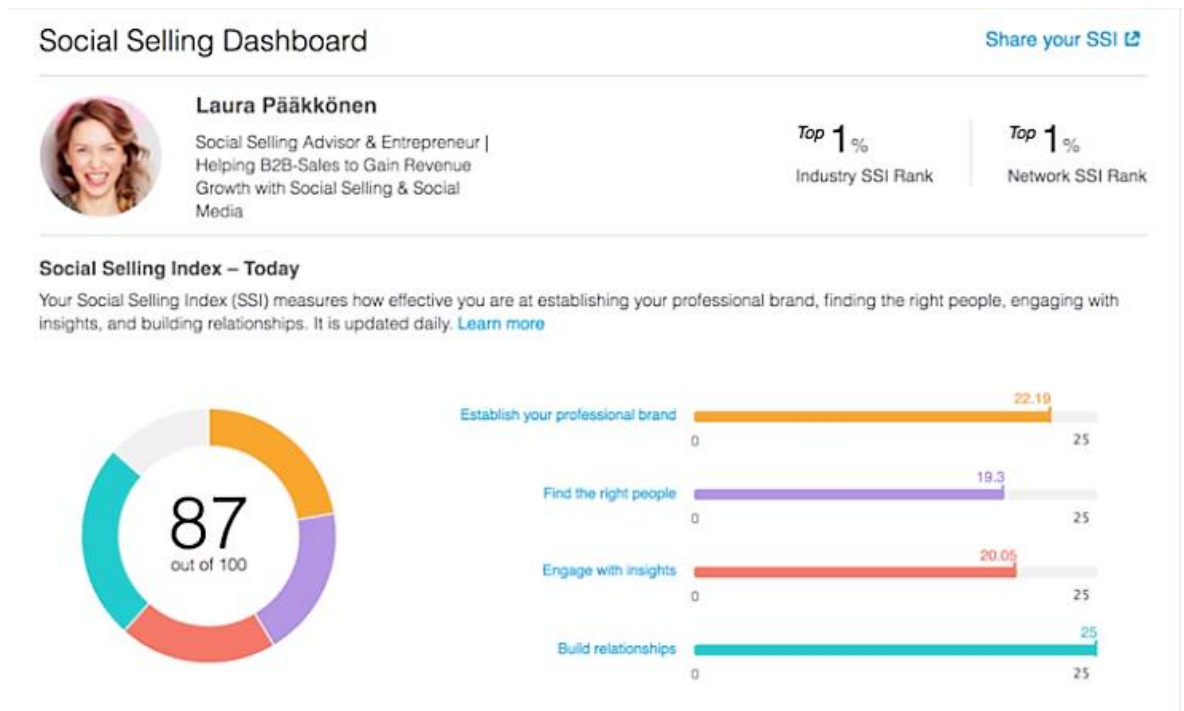 Social Selling Dashboard
Share your SSI
Laura Pääkkönen
Social Selling Advisor & Entrepreneur |
Helping B2B-Sales to Gain Revenue
Growth with Social Selling & Social
Media
Top 1 %
Industry SSI Rank
Top 1 %
Network SSI Rank
Social Selling Index – Today
Your Social Selling Index (SSI) measures how effective you are at establishing your professional brand, finding the right people, engaging with
insights, and building relationships. It is updated daily. Learn more
87
out of 100
22.19
Establish your professional brand
0 25
19.3
Find the right people
0 25
20.05
Engage with insights
0 25
25
Build relationships
0 25